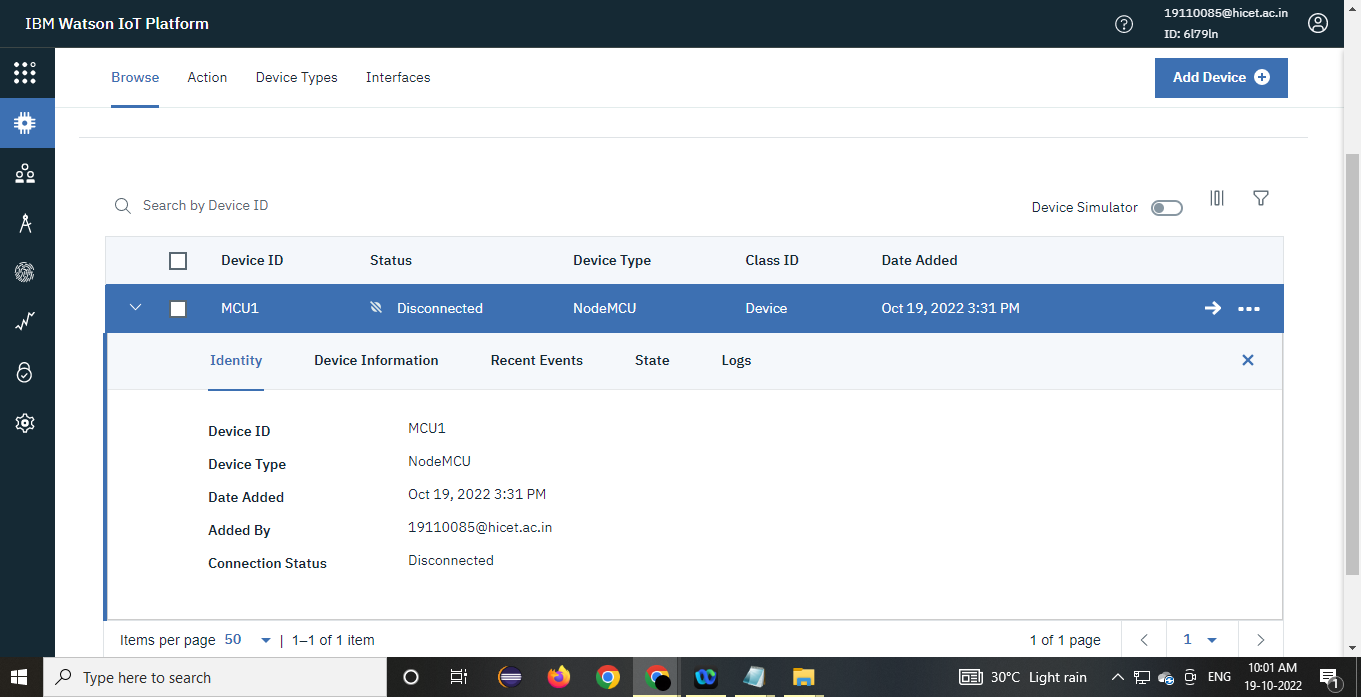 IBM Watson IoT Platform
19110085@hicet.ac.in
ID: 6l79ln
Browse Action Device Types Interfaces Add Device
Search by Device ID
Device Simulator
Device ID Status Device Type Class ID Date Added
MCU1 Disconnected NodeMCU Device Oct 19, 2022 3:31 PM
Identity Device Information Recent Events State Logs
Device ID MCU1
Device Type NodeMCU
Date Added Oct 19, 2022 3:31 PM
Added By 19110085@hicet.ac.in
Connection Status Disconnected
Items per page 50 | 1–1 of 1 item 1 of 1 page 1
Type here to search 30°C Light rain ENG 10:01 AM
19-10-2022 1